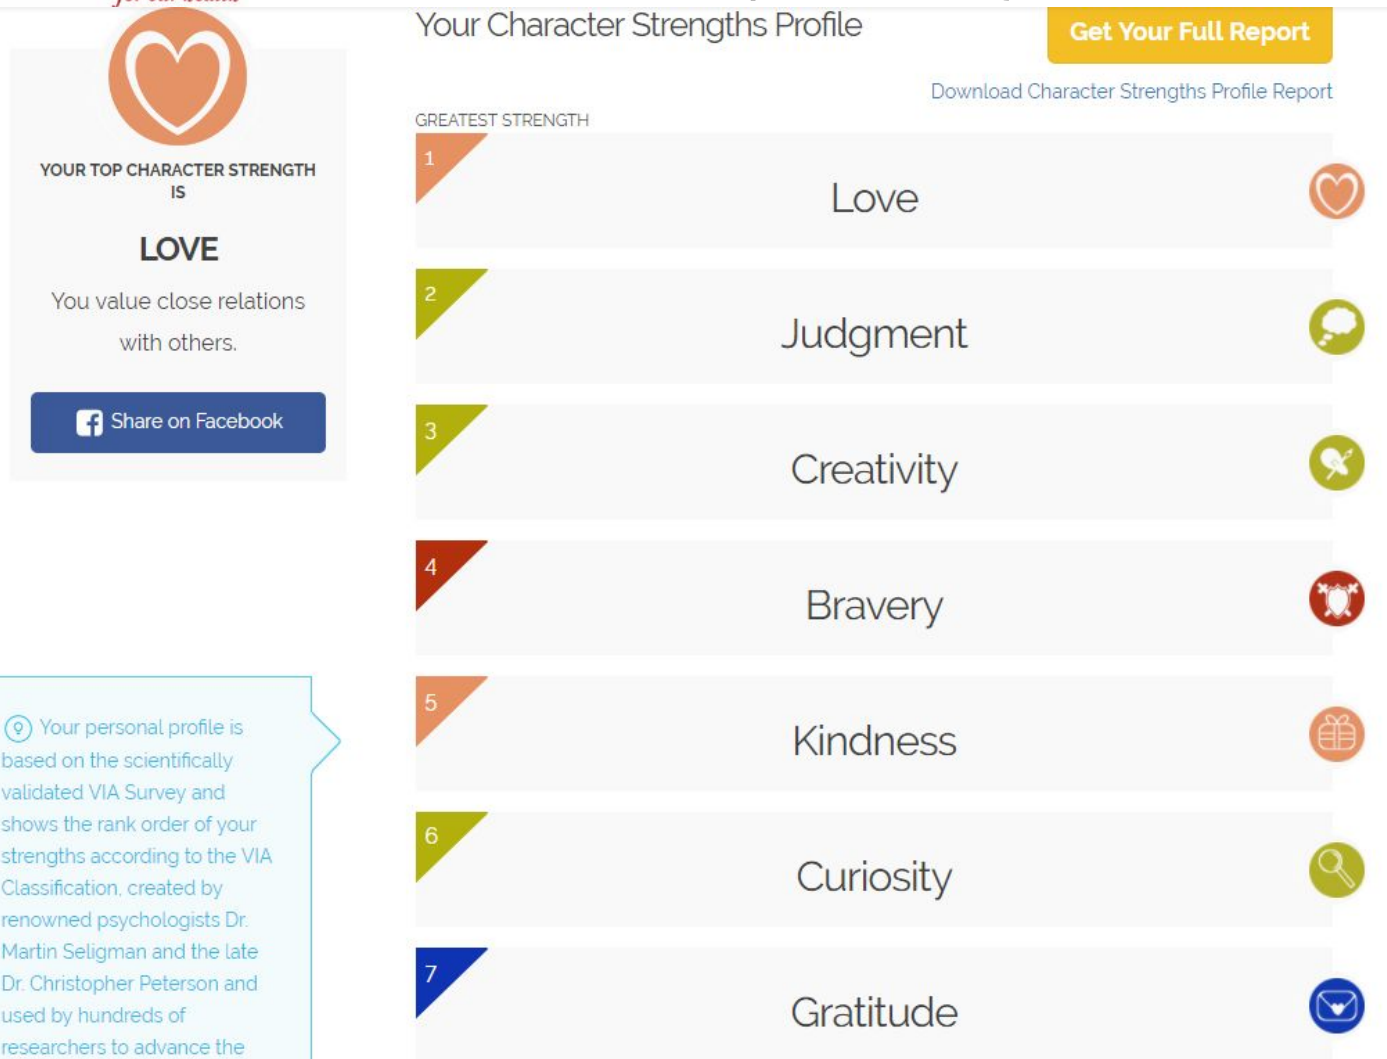 Your Character Strengths Profile
Get Your Full Report
Download Character Strengths Profile Report
YOUR TOP CHARACTER STRENGTH
IS
LOVE
You value close relations
with others.
Share on Facebook
GREATEST STRENGTH
1
Love
2
Judgment
3
Creativity
4
Bravery
5
Kindness
6
Curiosity
7
Gratitude
Your personal profile is
based on the scientifically
validated VIA Survey and
shows the rank order of your
strengths according to the VIA
Classification, created by
renowned psychologists Dr.
Martin Seligman and the late
Dr. Christopher Peterson and
used by hundreds of
researchers to advance the